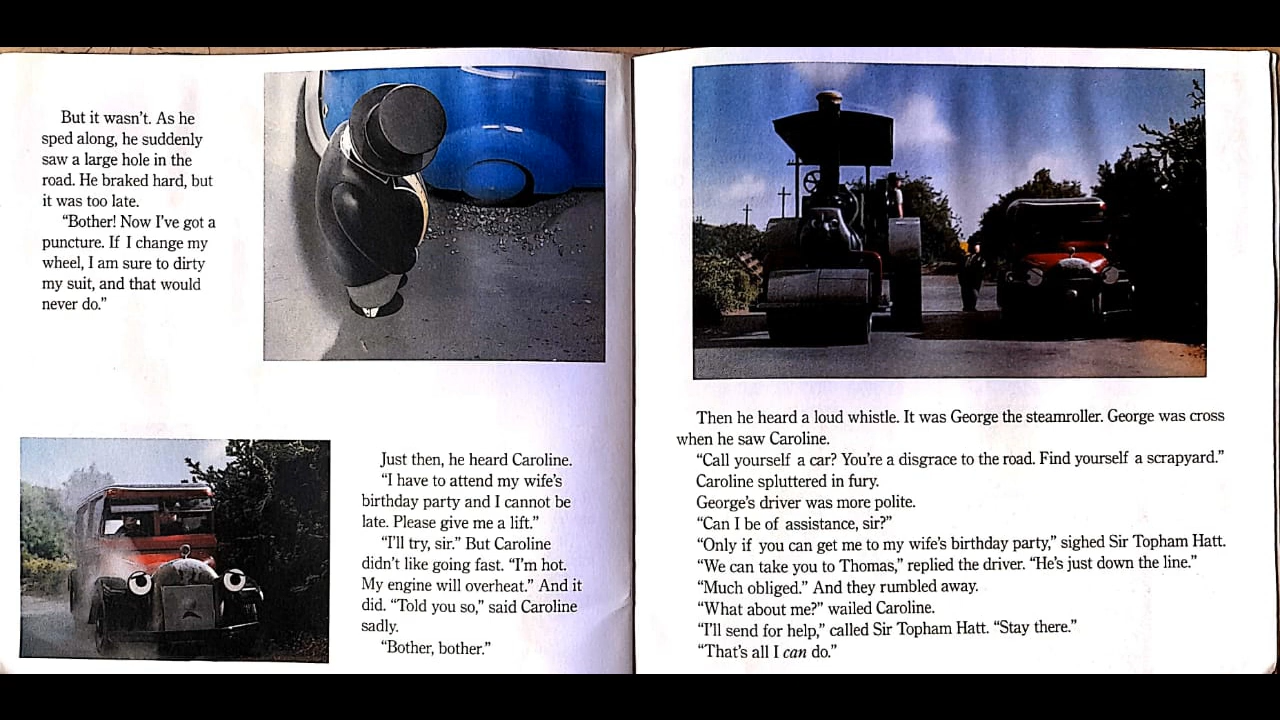 But it wasn't. As he
sped along, he suddenly
saw a large hole in the
road. He braked hard, but
it was too late.
"Bother! Now I've got a
puncture. If I change my
wheel, I am sure to dirty
my suit, and that would
never do."
Just then, he heard Caroline.
"I have to attend my wife's
birthday party and I cannot be
late. Please give me a lift."
"I'll try, sir." But Caroline
didn't like going fast. "I'm hot.
My engine will overheat." And it
did. "Told you so," said Caroline
sadly.
"Bother, bother."
Then he heard a loud whistle. It was George the steamroller. George was cross
when he saw Caroline.
"Call yourself a car? You're a disgrace to the road. Find yourself a scrapyard."
Caroline spluttered in fury.
George's driver was more polite.
"Can I be of assistance, sir?"
"Only if you can get me to my wife's birthday party," sighed Sir Topham Hatt.
"We can take you to Thomas," replied the driver. "He's just down the line."
"Much obliged." And they rumbled away.
"What about me?" wailed Caroline.
"I'll send for help," called Sir Topham Hatt. "Stay there."
"That's all I can do."